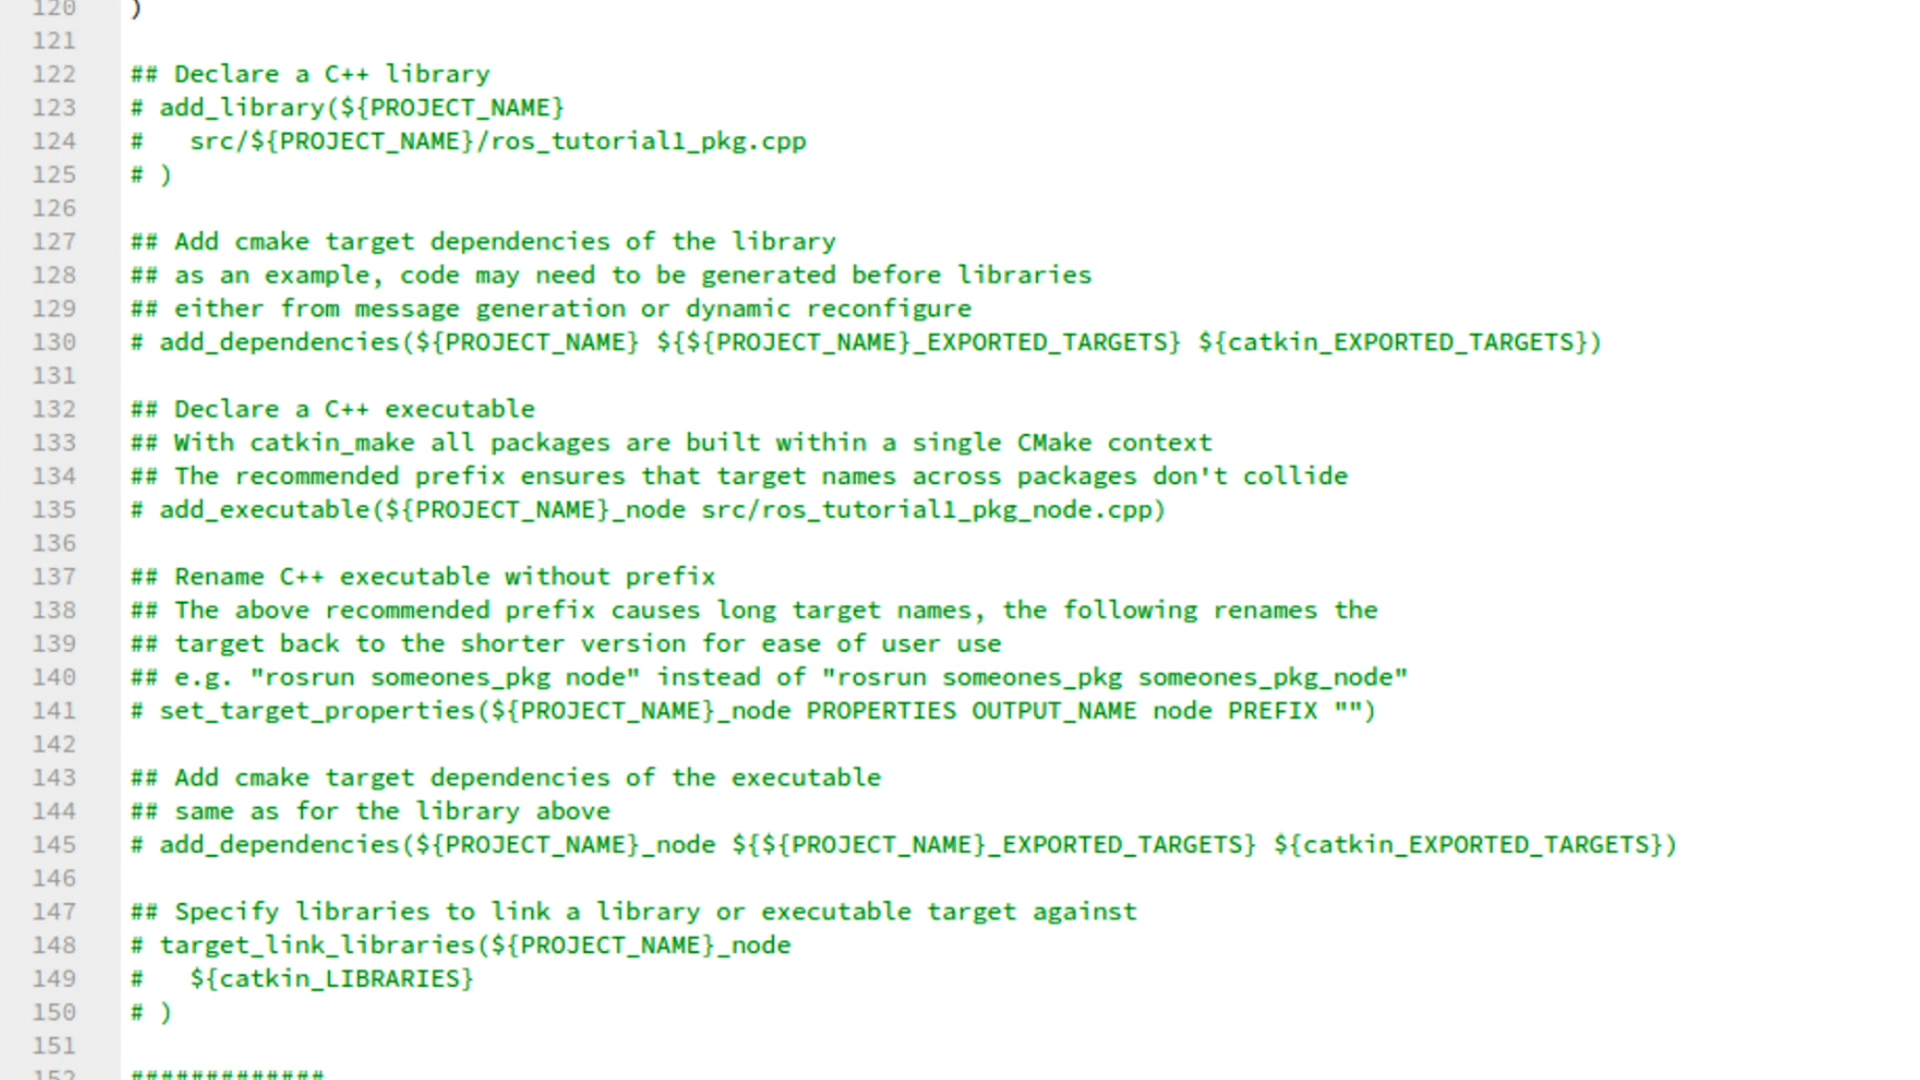 120 )
121
122 ## Declare a C++ library
123 # add_library(${PROJECT_NAME}
124 #   src/${PROJECT_NAME}/ros_tutorial1_pkg.cpp
125 # )
126
127 ## Add cmake target dependencies of the library
128 ## as an example, code may need to be generated before libraries
129 ## either from message generation or dynamic reconfigure
130 # add_dependencies(${PROJECT_NAME} ${${PROJECT_NAME}_EXPORTED_TARGETS} ${catkin_EXPORTED_TARGETS})
131
132 ## Declare a C++ executable
133 ## With catkin_make all packages are built within a single CMake context
134 ## The recommended prefix ensures that target names across packages don't collide
135 # add_executable(${PROJECT_NAME}_node src/ros_tutorial1_pkg_node.cpp)
136
137 ## Rename C++ executable without prefix
138 ## The above recommended prefix causes long target names, the following renames the
139 ## target back to the shorter version for ease of user use
140 ## e.g. "rosrun someones_pkg node" instead of "rosrun someones_pkg someones_pkg_node"
141 # set_target_properties(${PROJECT_NAME}_node PROPERTIES OUTPUT_NAME node PREFIX "")
142
143 ## Add cmake target dependencies of the executable
144 ## same as for the library above
145 # add_dependencies(${PROJECT_NAME}_node ${${PROJECT_NAME}_EXPORTED_TARGETS} ${catkin_EXPORTED_TARGETS})
146
147 ## Specify libraries to link a library or executable target against
148 # target_link_libraries(${PROJECT_NAME}_node
149 #   ${catkin_LIBRARIES}
150 # )
151
152 #############